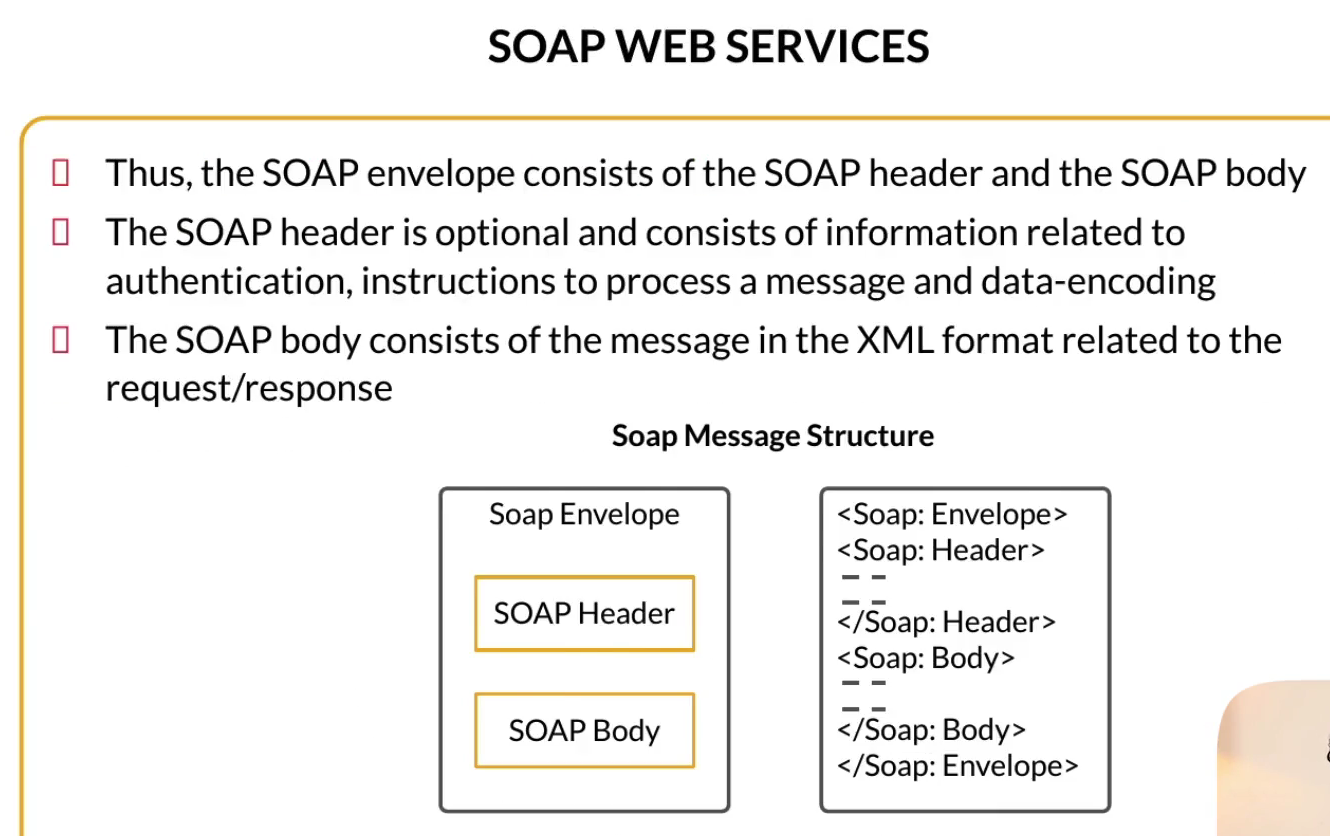 SOAP WEB SERVICES
Thus, the SOAP envelope consists of the SOAP header and the SOAP body
The SOAP header is optional and consists of information related to
authentication, instructions to process a message and data-encoding
The SOAP body consists of the message in the XML format related to the
request/response
Soap Message Structure
Soap Envelope
SOAP Header
SOAP Body
<Soap: Envelope>
<Soap: Header>
– –
– –
</Soap: Header>
<Soap: Body>
– –
– –
</Soap: Body>
</Soap: Envelope>